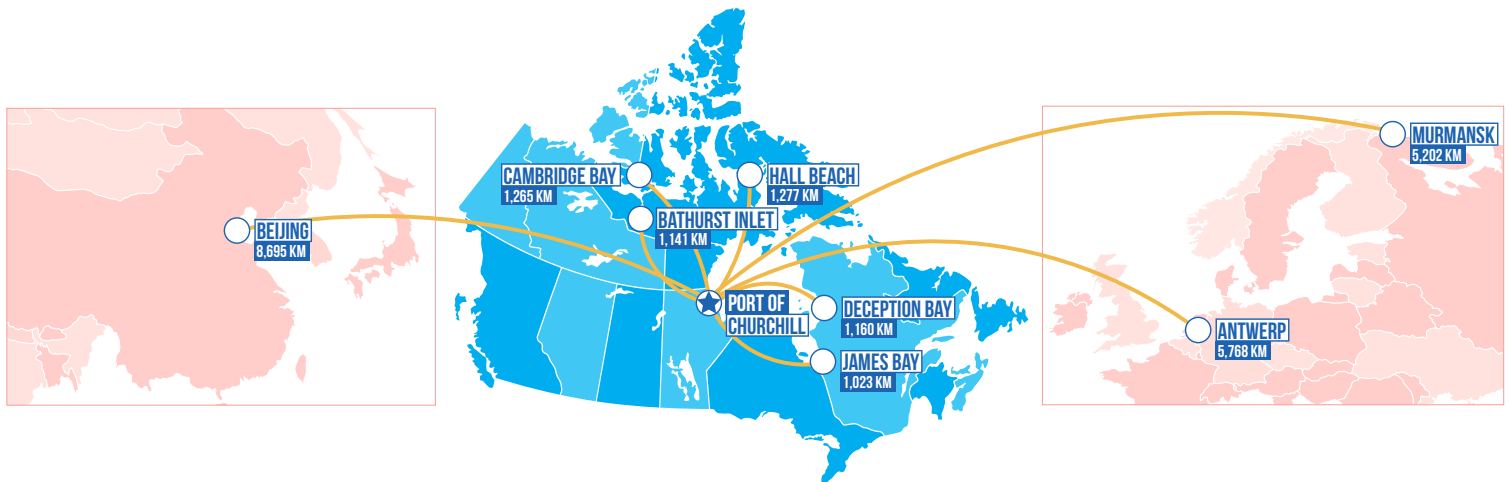 CAMBRIDGE BAY
1,265 KM
HALL BEACH
1,277 KM
BATHURST INLET
1,141 KM
BEIJING
8,695 KM
MURMANSK
5,202 KM
PORT OF
CHURCHILL
DECEPTION BAY
1,160 KM
JAMES BAY
1,023 KM
ANTWERP
5,768 KM